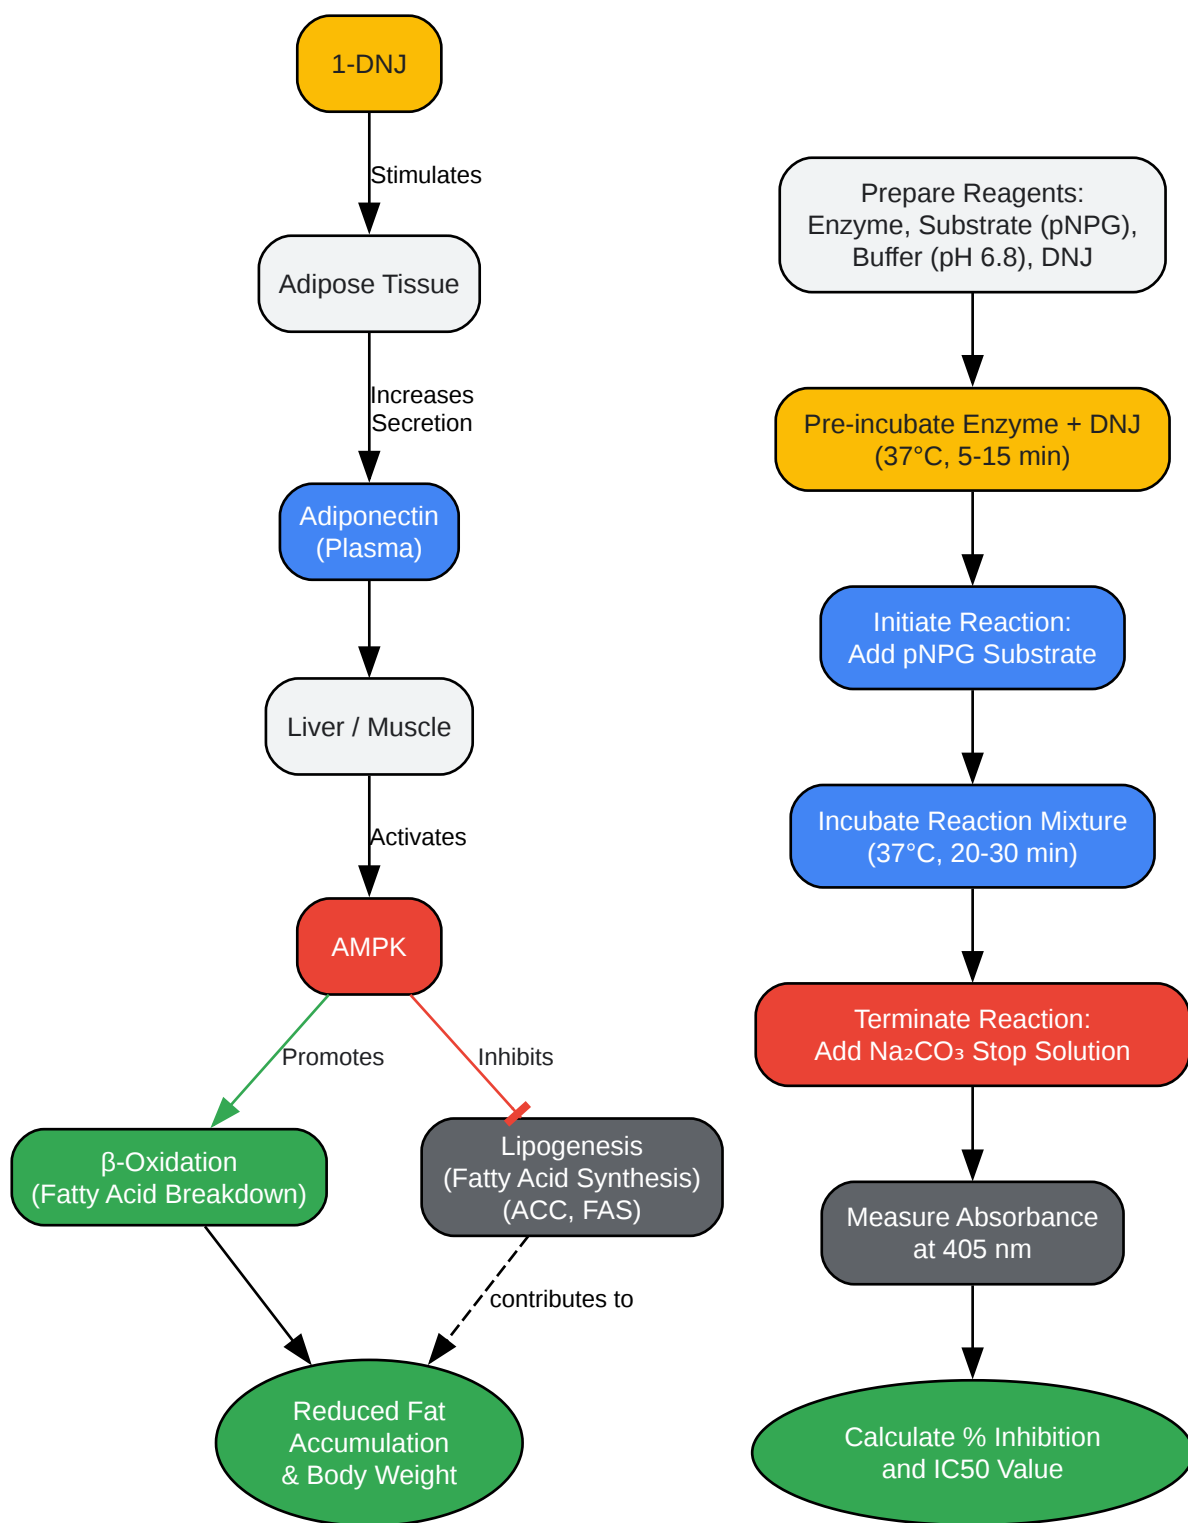 1-DNJ
Stimulates
Adipose Tissue
Increases
Secretion
Adiponectin
(Plasma)
Liver / Muscle
Activates
AMPK
Promotes
Inhibits
β-Oxidation
(Fatty Acid Breakdown)
Lipogenesis
(Fatty Acid Synthesis)
(ACC, FAS)
contributes to
Reduced Fat
Accumulation
& Body Weight
Prepare Reagents:
Enzyme, Substrate (pNPG),
Buffer (pH 6.8), DNJ
Pre-incubate Enzyme + DNJ
(37°C, 5-15 min)
Initiate Reaction:
Add pNPG Substrate
Incubate Reaction Mixture
(37°C, 20-30 min)
Terminate Reaction:
Add Na₂CO₃ Stop Solution
Measure Absorbance
at 405 nm
Calculate % Inhibition
and IC50 Value